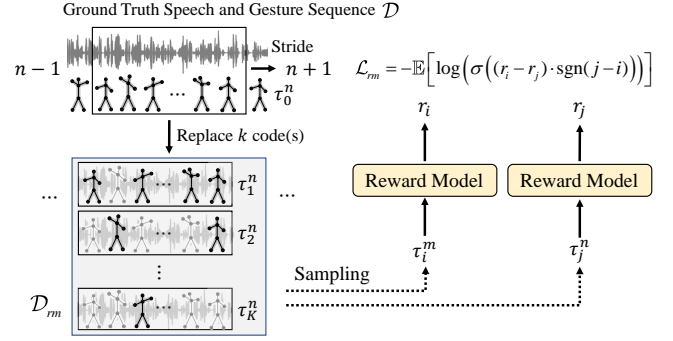 Ground Truth Speech and Gesture Sequence 𝒟
Stride
n − 1
n + 1
ℒ_rm = −𝔼[log(σ((r_i − r_j)·sgn(j−i)))]
⋯
τ_0^n
r_i
r_j
Replace k code(s)
Reward Model
Reward Model
...
⋯
τ_1^n
...
τ_2^n
τ_i^m
τ_j^n
⋮
Sampling
𝒟_rm
⋯
τ_K^n